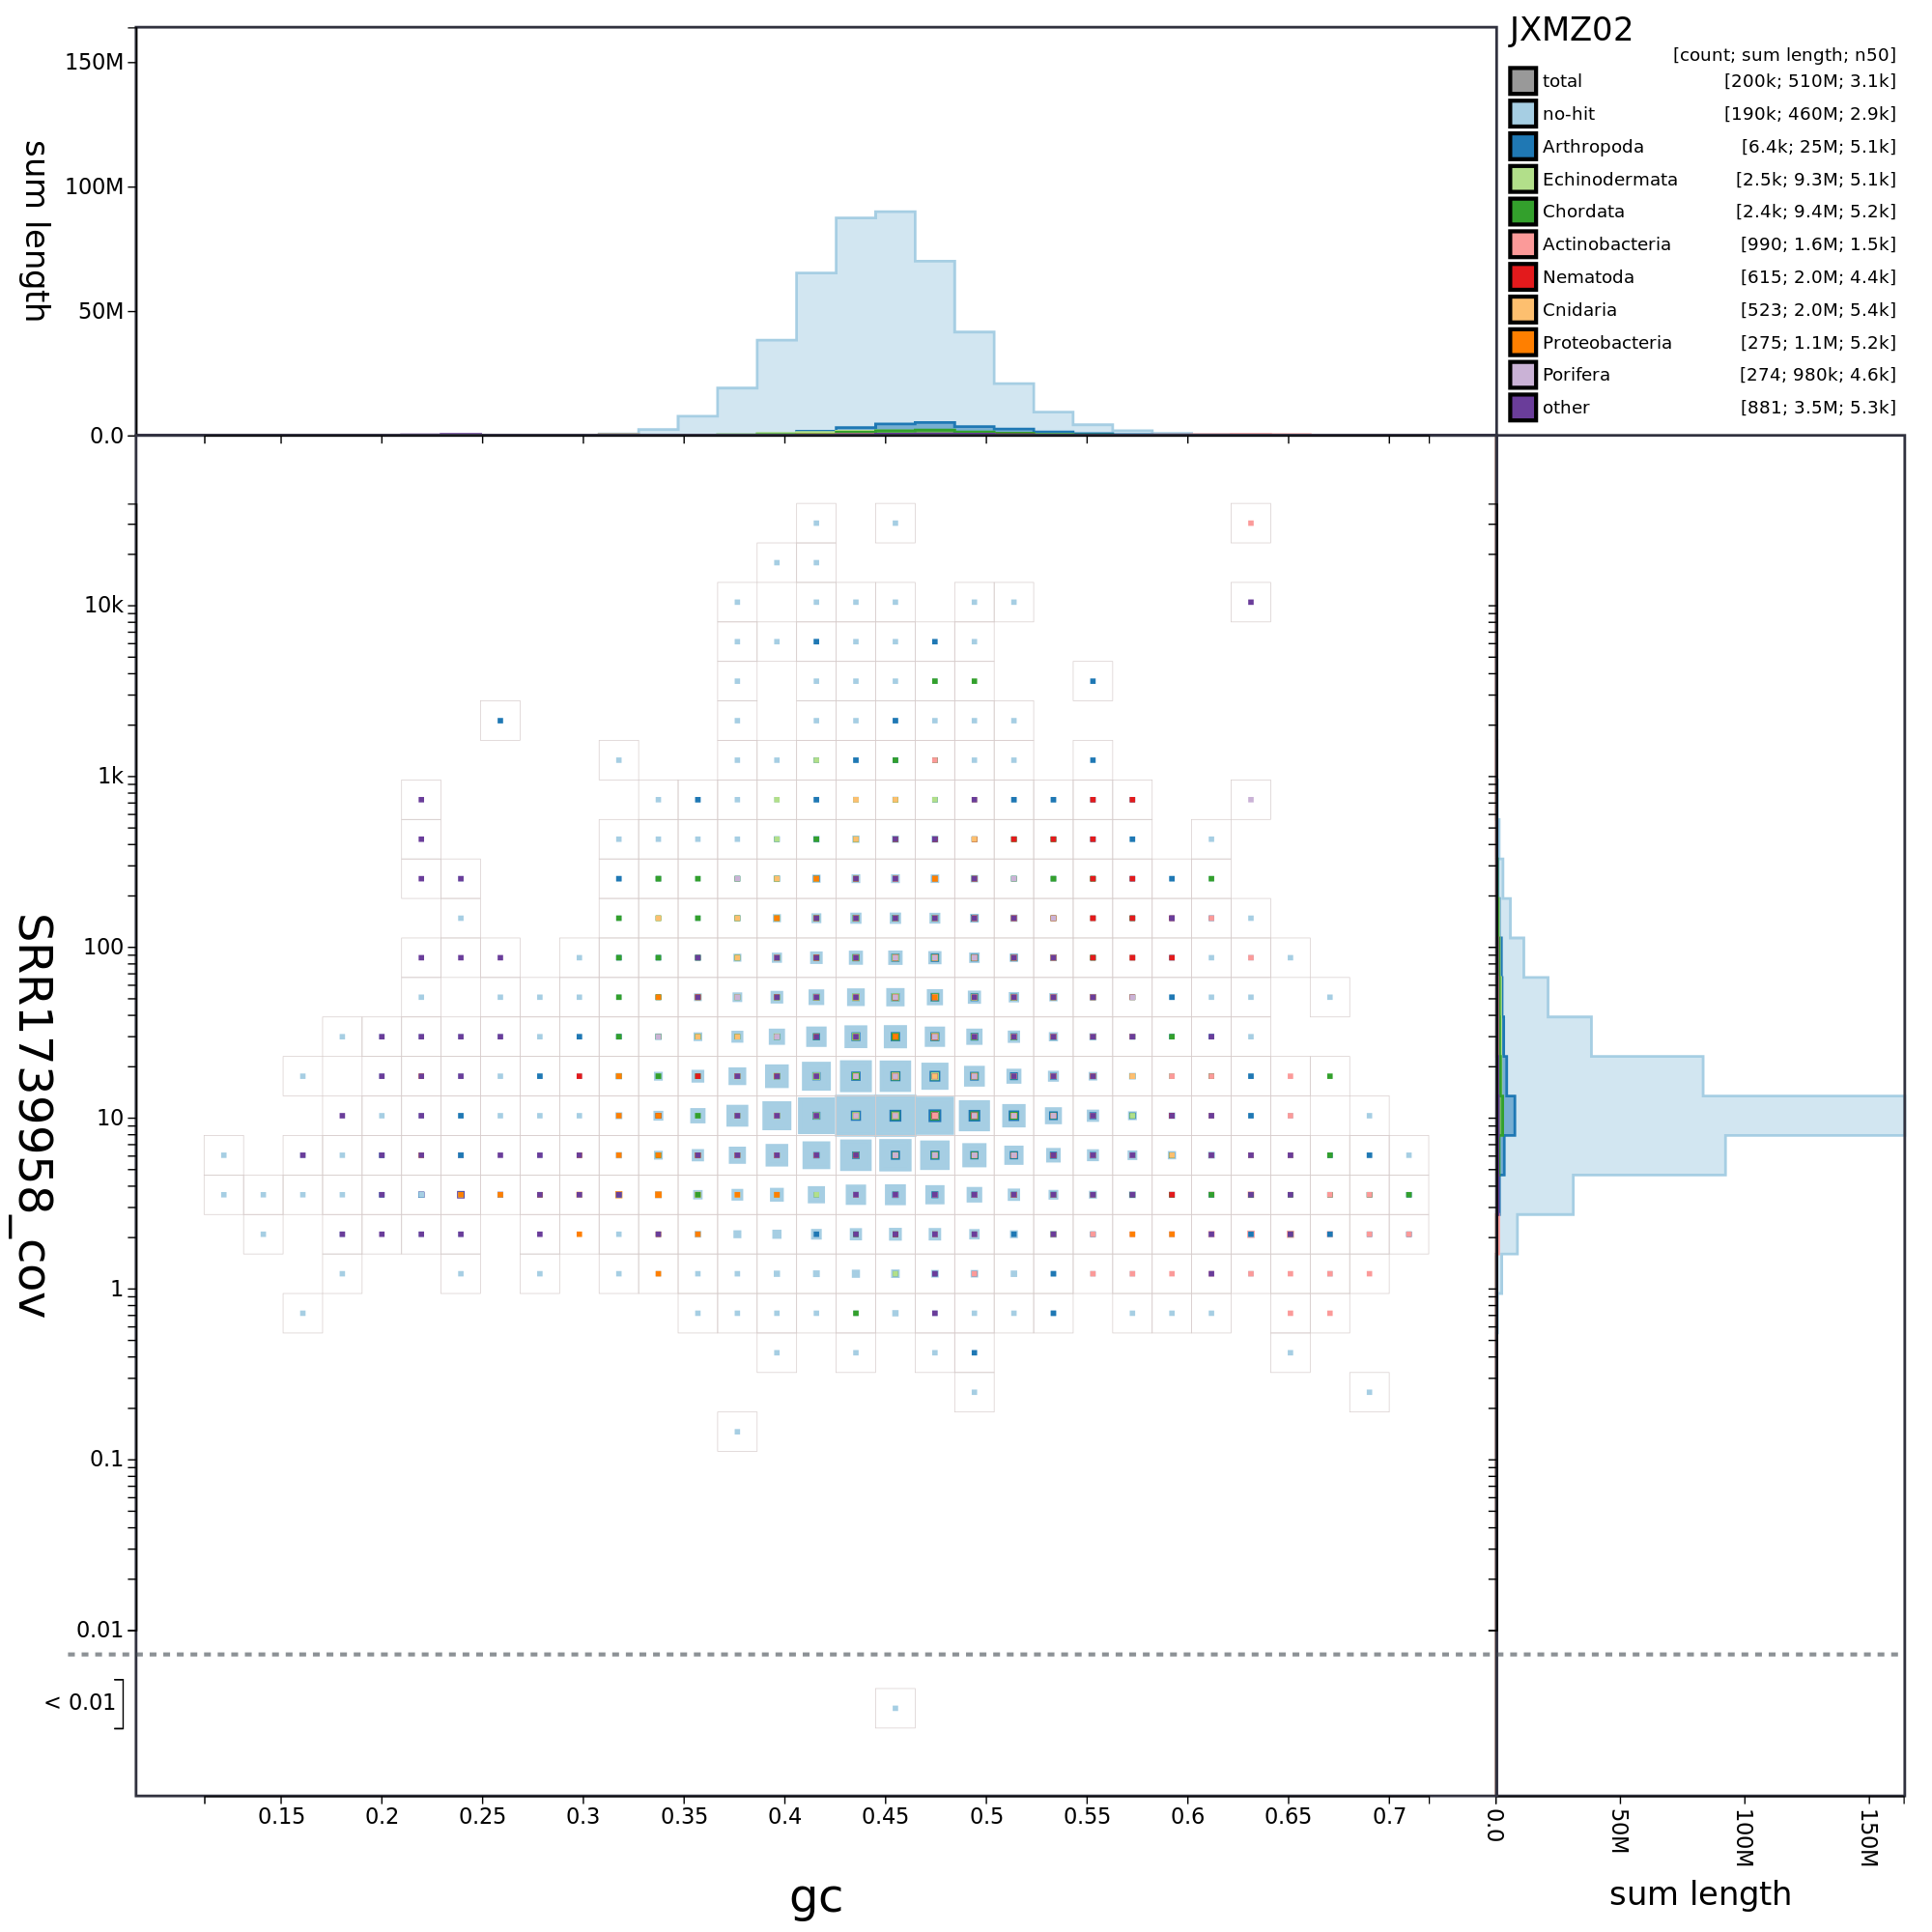 JXMZ02
[count; sum length; n50]
total [200k; 510M; 3.1k]
no-hit [190k; 460M; 2.9k]
Arthropoda [6.4k; 25M; 5.1k]
Echinodermata [2.5k; 9.3M; 5.1k]
Chordata [2.4k; 9.4M; 5.2k]
Actinobacteria [990; 1.6M; 1.5k]
Nematoda [615; 2.0M; 4.4k]
Cnidaria [523; 2.0M; 5.4k]
Proteobacteria [275; 1.1M; 5.2k]
Porifera [274; 980k; 4.6k]
other [881; 3.5M; 5.3k]
sum length
150M
100M
50M
0.0
SRR1739958_cov
10k
1k
100
10
1
0.1
0.01
< 0.01
0.15 0.2 0.25 0.3 0.35 0.4 0.45 0.5 0.55 0.6 0.65 0.7
gc
0.0 50M 100M 150M
sum length